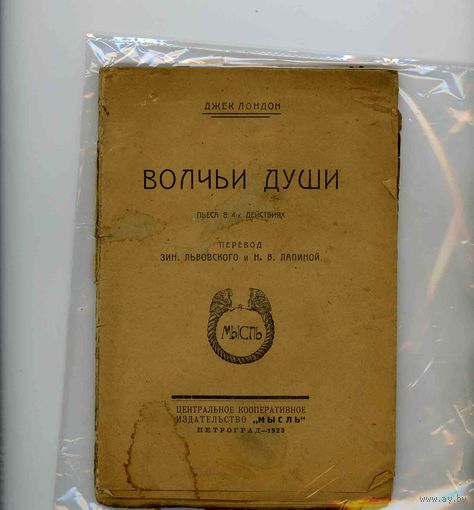 ДЖЕК ЛОНДОН
ВОЛЧЬИ ДУШИ
ПЬЕСА В 4-х ДЕЙСТВИЯХ
ПЕРЕВОД
ЗИН. ЛЬВОВСКОГО и Н. В. ЛАПИНОЙ.
МЫСЛЬ
ЦЕНТРАЛЬНОЕ КООПЕРАТИВНОЕ
ИЗДАТЕЛЬСТВО „МЫСЛЬ"
ПЕТРОГРАД—1923
www.ay.by